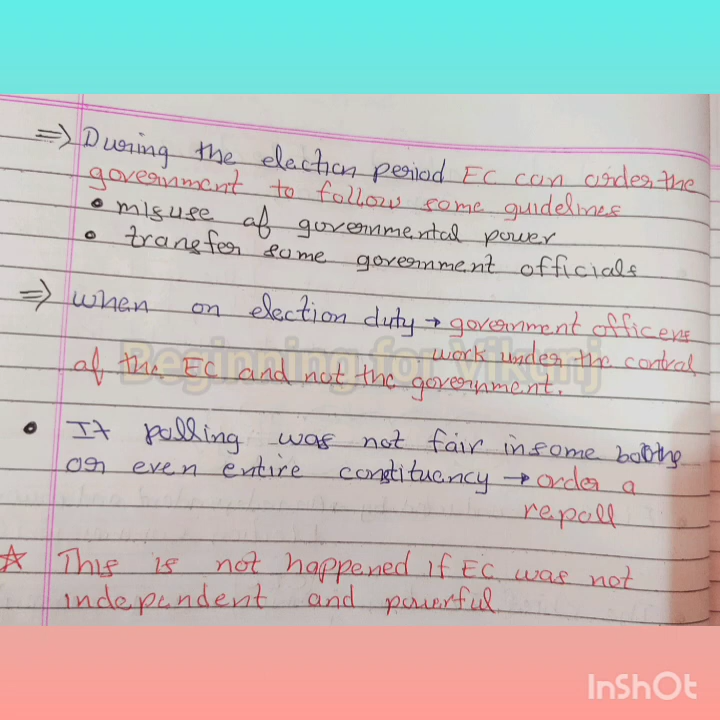 ⇒ During the election period EC can order the
government to follow some guidelines
• misuse of governmental power
• transfer some government officials
⇒ when on election duty → government officers
work under the control
of the EC and not the government.
Beginning for Vikunj
• If polling was not fair in some booths
or even entire constituency → order a
repoll
☆ This is not happened if EC was not
independent and powerful
InShOt